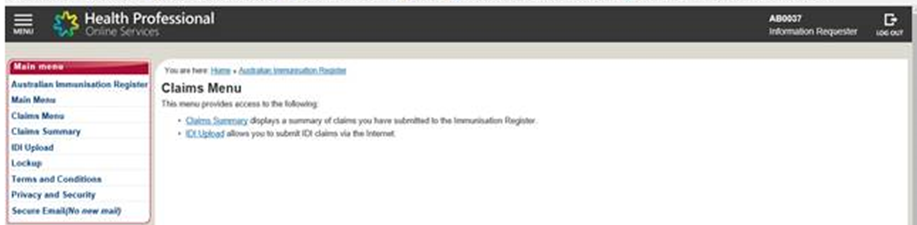 MENU
Health Professional
Online Services
AB0037
Information Requester
LOG OUT
Main menu
Australian Immunisation Register
Main Menu
Claims Menu
Claims Summary
IDI Upload
Lockup
Terms and Conditions
Privacy and Security
Secure Email(No new mail)
You are here: Home » Australian Immunisation Register
Claims Menu
This menu provides access to the following:
• Claims Summary displays a summary of claims you have submitted to the Immunisation Register.
• IDI Upload allows you to submit IDI claims via the Internet.